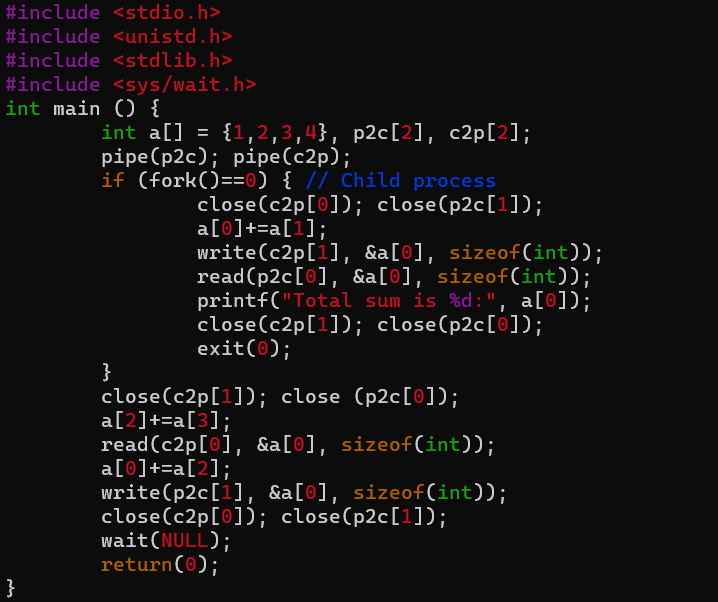 #include <stdio.h>
#include <unistd.h>
#include <stdlib.h>
#include <sys/wait.h>
int main () {
        int a[] = {1,2,3,4}, p2c[2], c2p[2];
        pipe(p2c); pipe(c2p);
        if (fork()==0) { // Child process
                close(c2p[0]); close(p2c[1]);
                a[0]+=a[1];
                write(c2p[1], &a[0], sizeof(int));
                read(p2c[0], &a[0], sizeof(int));
                printf("Total sum is %d:", a[0]);
                close(c2p[1]); close(p2c[0]);
                exit(0);
        }
        close(c2p[1]); close (p2c[0]);
        a[2]+=a[3];
        read(c2p[0], &a[0], sizeof(int));
        a[0]+=a[2];
        write(p2c[1], &a[0], sizeof(int));
        close(c2p[0]); close(p2c[1]);
        wait(NULL);
        return(0);
}